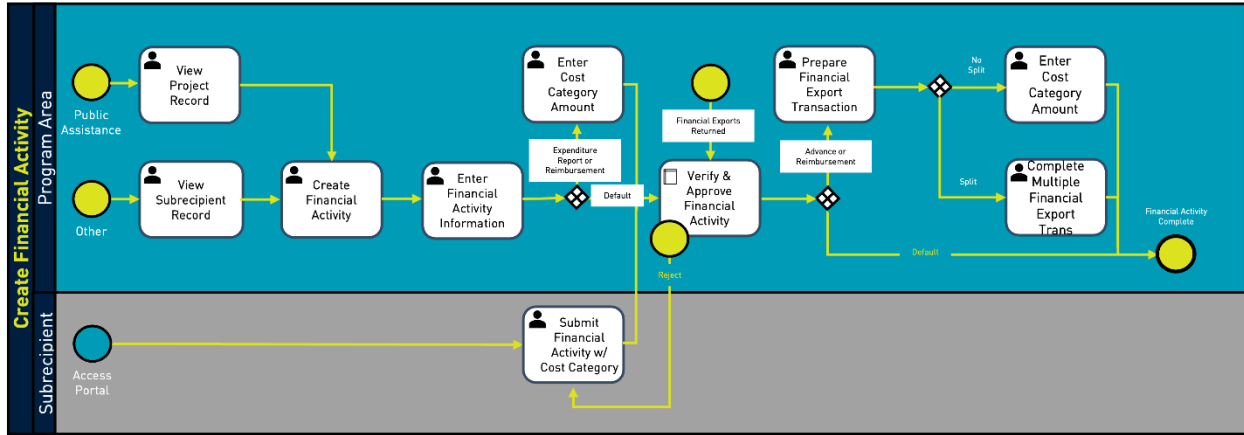 Create Financial Activity
Program Area
Subrecipient
Public
Assistance
View
Project
Record
Other
View
Subrecipient
Record
Create
Financial
Activity
Enter
Financial
Activity
Information
Enter
Cost
Category
Amount
Expenditure
Report or
Reimbursement
Default
Financial Exports
Returned
Verify &
Approve
Financial
Activity
Reject
Prepare
Financial
Export
Transaction
Advance or
Reimbursement
Default
No
Split
Enter
Cost
Category
Amount
Split
Complete
Multiple
Financial
Export
Trans
Financial Activity
Complete
Access
Portal
Submit
Financial
Activity w/
Cost Category